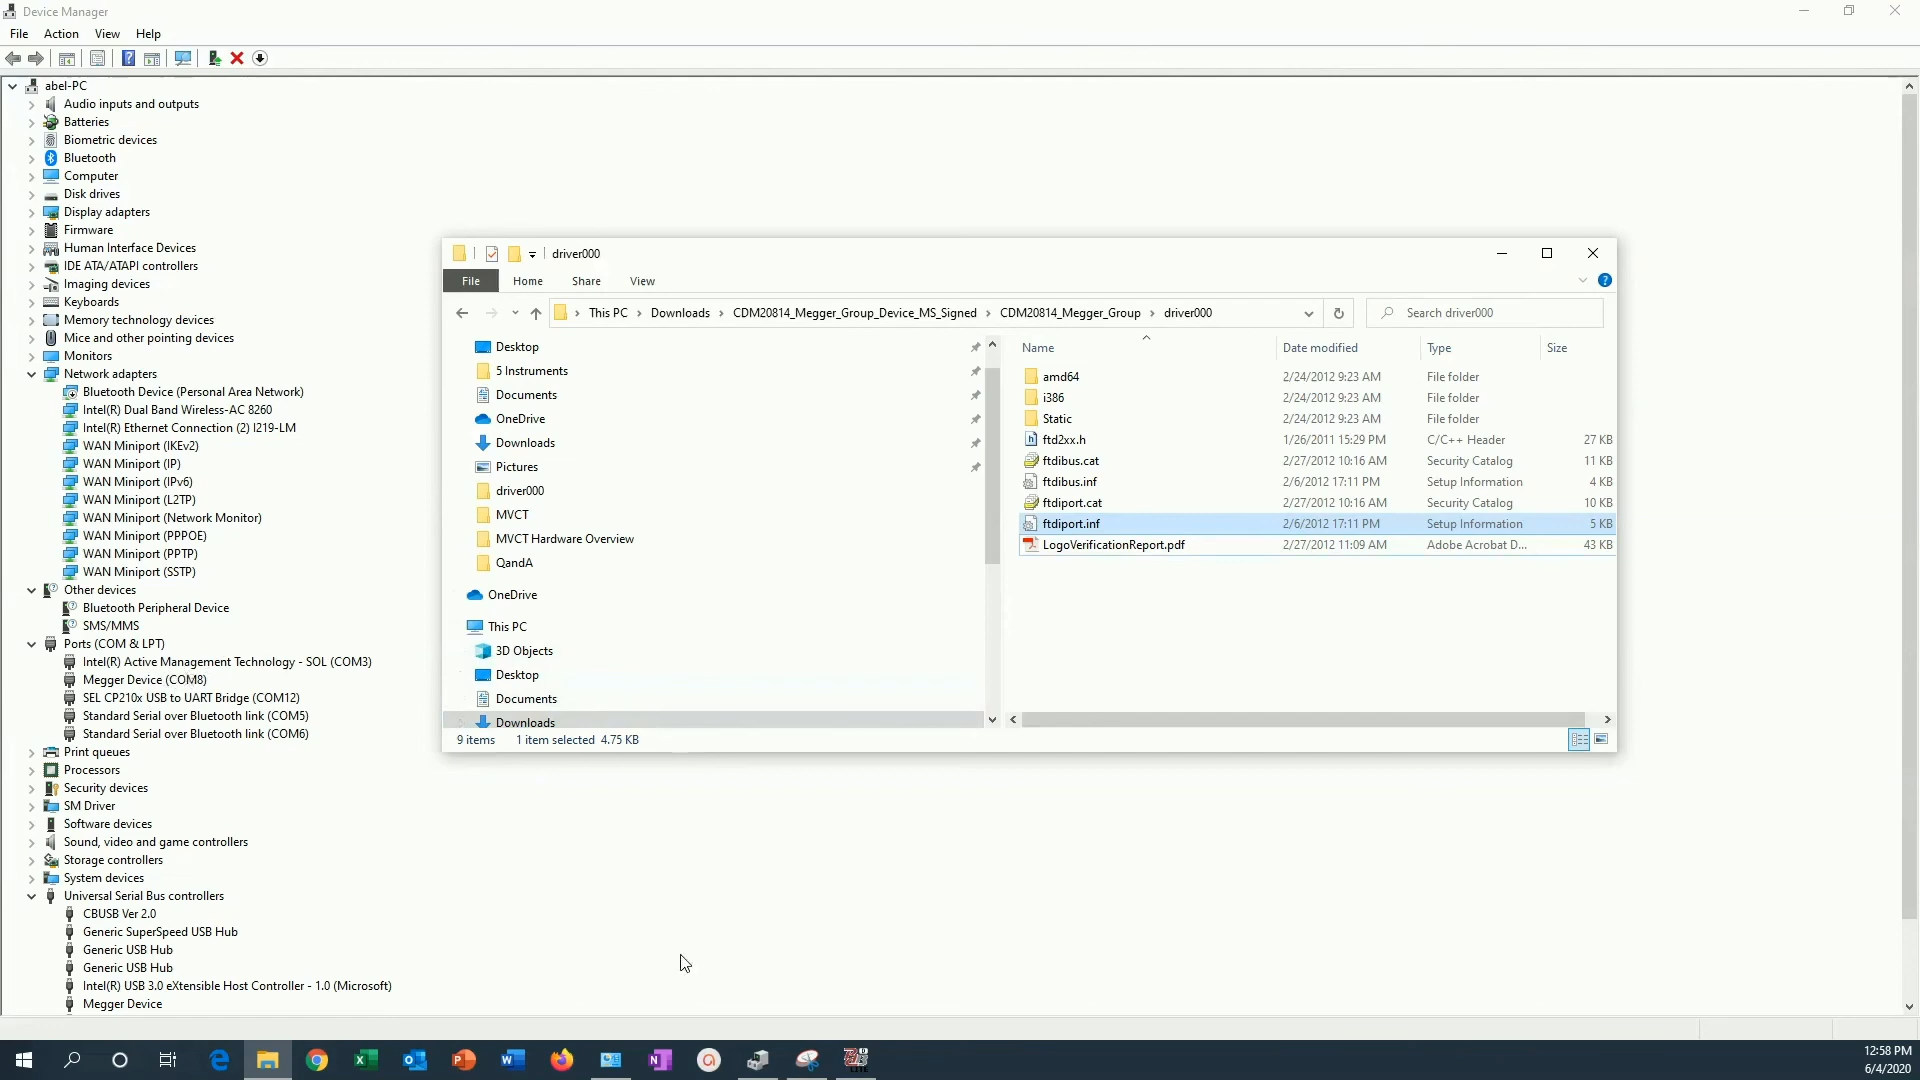 Device Manager
File Action View Help
abel-PC
Audio inputs and outputs
Batteries
Biometric devices
Bluetooth
Computer
Disk drives
Display adapters
Firmware
Human Interface Devices
IDE ATA/ATAPI controllers
Imaging devices
Keyboards
Memory technology devices
Mice and other pointing devices
Monitors
Network adapters
Bluetooth Device (Personal Area Network)
Intel(R) Dual Band Wireless-AC 8260
Intel(R) Ethernet Connection (2) I219-LM
WAN Miniport (IKEv2)
WAN Miniport (IP)
WAN Miniport (IPv6)
WAN Miniport (L2TP)
WAN Miniport (Network Monitor)
WAN Miniport (PPPOE)
WAN Miniport (PPTP)
WAN Miniport (SSTP)
Other devices
Bluetooth Peripheral Device
SMS/MMS
Ports (COM & LPT)
Intel(R) Active Management Technology - SOL (COM3)
Megger Device (COM8)
SEL CP210x USB to UART Bridge (COM12)
Standard Serial over Bluetooth link (COM5)
Standard Serial over Bluetooth link (COM6)
Print queues
Processors
Security devices
SM Driver
Software devices
Sound, video and game controllers
Storage controllers
System devices
Universal Serial Bus controllers
CBUSB Ver 2.0
Generic SuperSpeed USB Hub
Generic USB Hub
Generic USB Hub
Intel(R) USB 3.0 eXtensible Host Controller - 1.0 (Microsoft)
Megger Device
driver000
File Home Share View
This PC > Downloads > CDM20814_Megger_Group_Device_MS_Signed > CDM20814_Megger_Group > driver000
Search driver000
Desktop
5 Instruments
Documents
OneDrive
Downloads
Pictures
driver000
MVCT
MVCT Hardware Overview
QandA
OneDrive
This PC
3D Objects
Desktop
Documents
Downloads
Name Date modified Type Size
amd64 2/24/2012 9:23 AM File folder
i386 2/24/2012 9:23 AM File folder
Static 2/24/2012 9:23 AM File folder
ftd2xx.h 1/26/2011 15:29 PM C/C++ Header 27 KB
ftdibus.cat 2/27/2012 10:16 AM Security Catalog 11 KB
ftdibus.inf 2/6/2012 17:11 PM Setup Information 4 KB
ftdiport.cat 2/27/2012 10:16 AM Security Catalog 10 KB
ftdiport.inf 2/6/2012 17:11 PM Setup Information 5 KB
LogoVerificationReport.pdf 2/27/2012 11:09 AM Adobe Acrobat D... 43 KB
9 items 1 item selected 4.75 KB
12:58 PM
6/4/2020